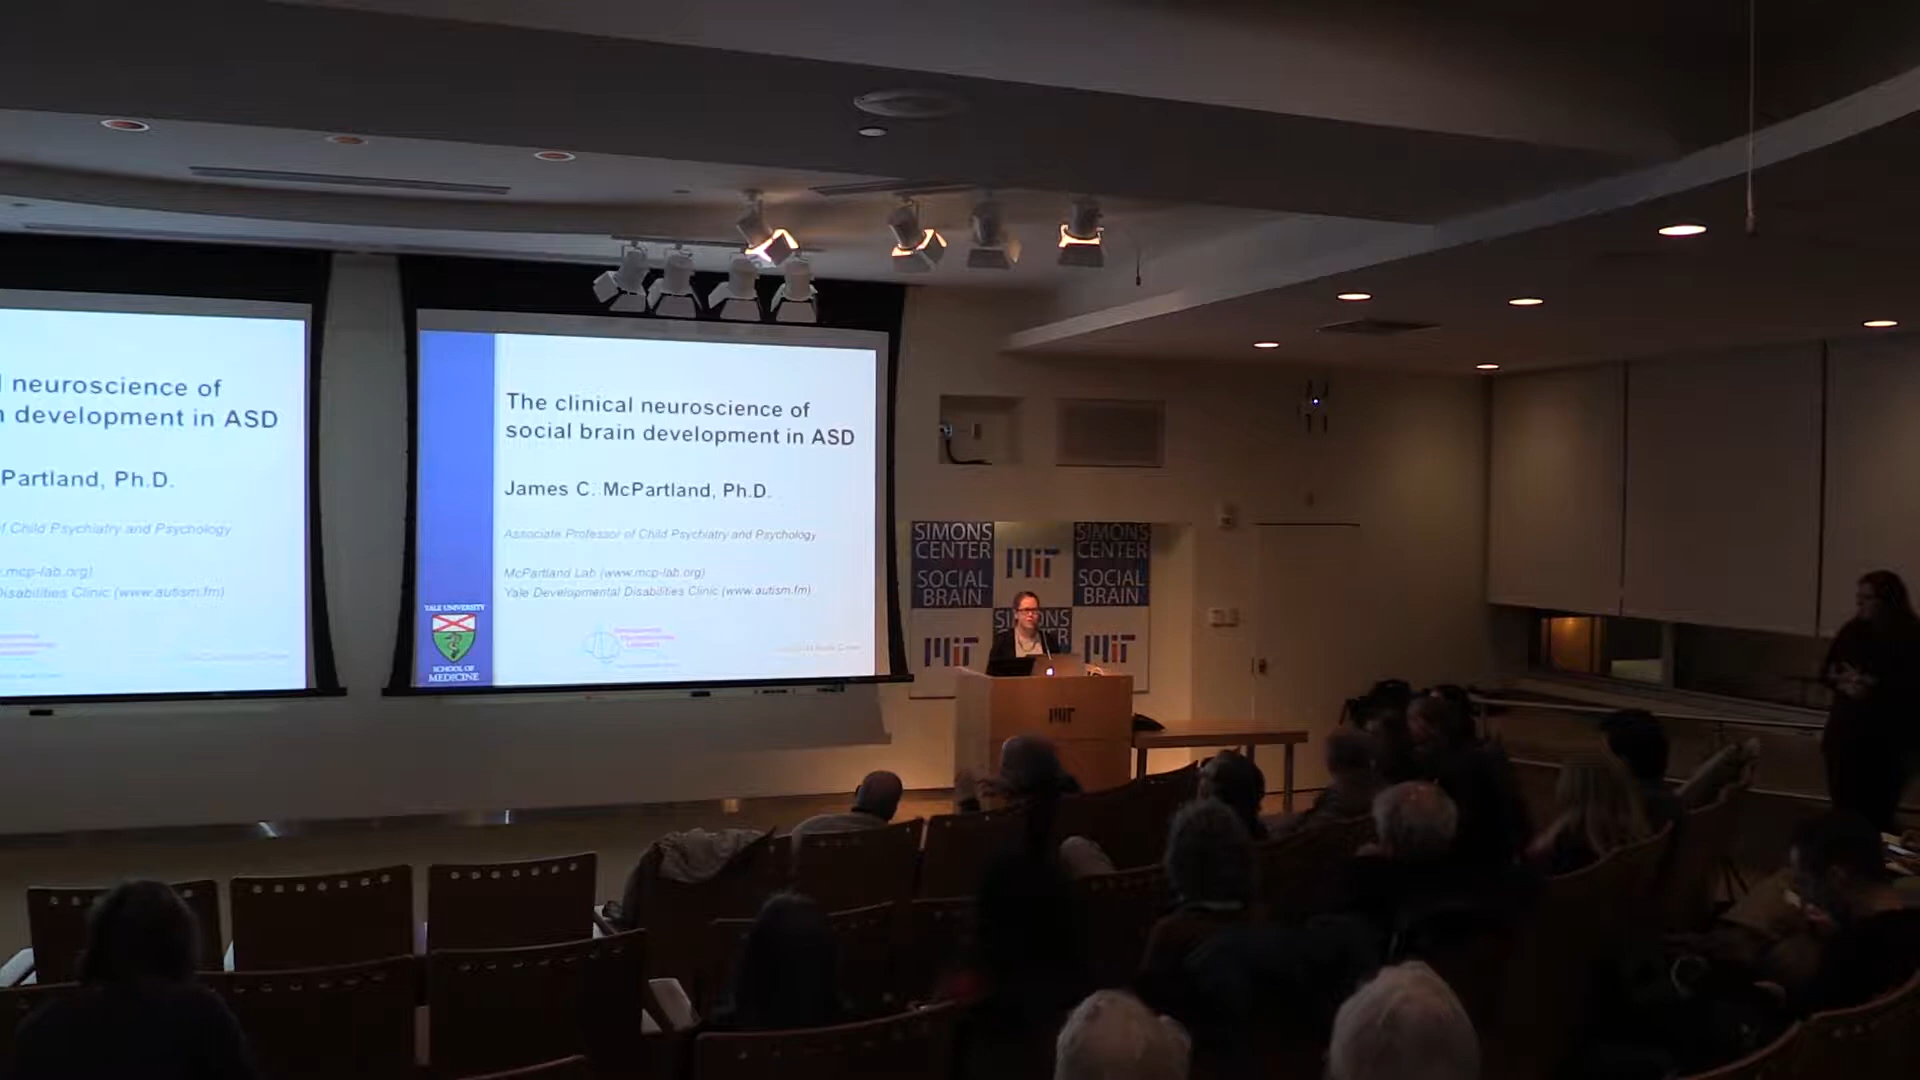 neuroscience of
development in ASD
Partland, Ph.D.
of Child Psychiatry and Psychology
.mcp-lab.org)
Disabilities Clinic (www.autism.fm)
The clinical neuroscience of
social brain development in ASD
James C. McPartland, Ph.D.
Associate Professor of Child Psychiatry and Psychology
McPartland Lab (www.mcp-lab.org)
Yale Developmental Disabilities Clinic (www.autism.fm)
YALE UNIVERSITY
SCHOOL OF
MEDICINE
SIMONS
CENTER
SOCIAL
BRAIN
MIT
SIMONS
CENTER
SOCIAL
BRAIN
SIMONS
MIT
MIT
MIT